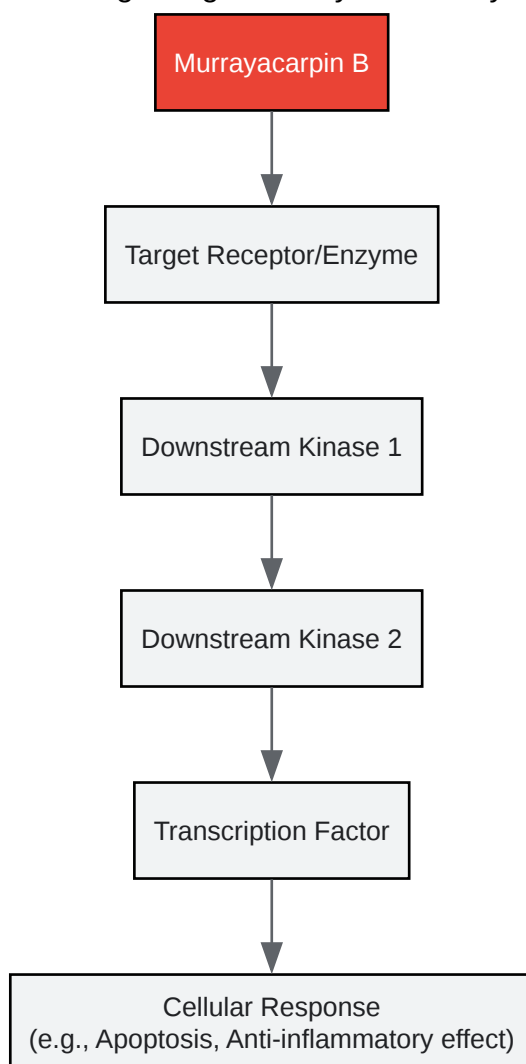 Murrayacarpin B
Target Receptor/Enzyme
Downstream Kinase 1
Downstream Kinase 2
Transcription Factor
Cellular Response
(e.g., Apoptosis, Anti-inflammatory effect)